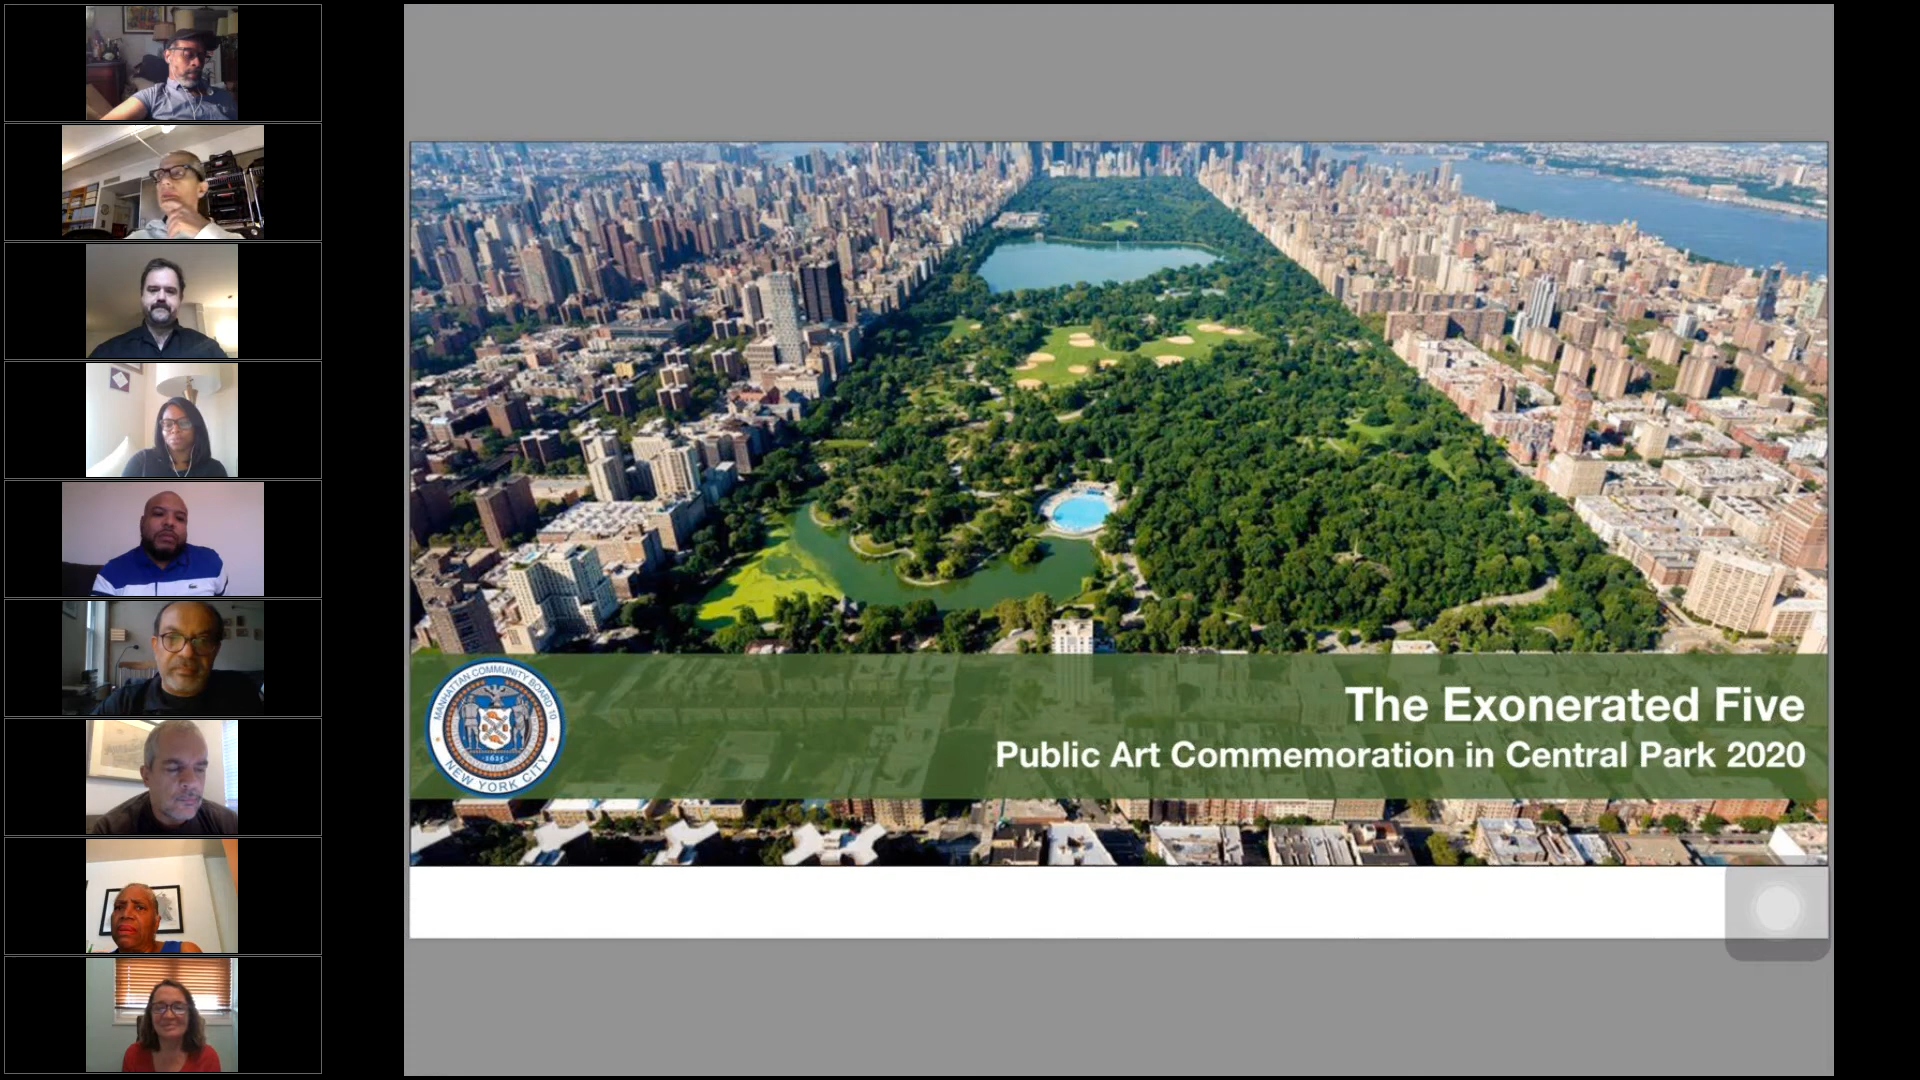 MANHATTAN COMMUNITY BOARD 10
1625
NEW YORK CITY
The Exonerated Five
Public Art Commemoration in Central Park 2020